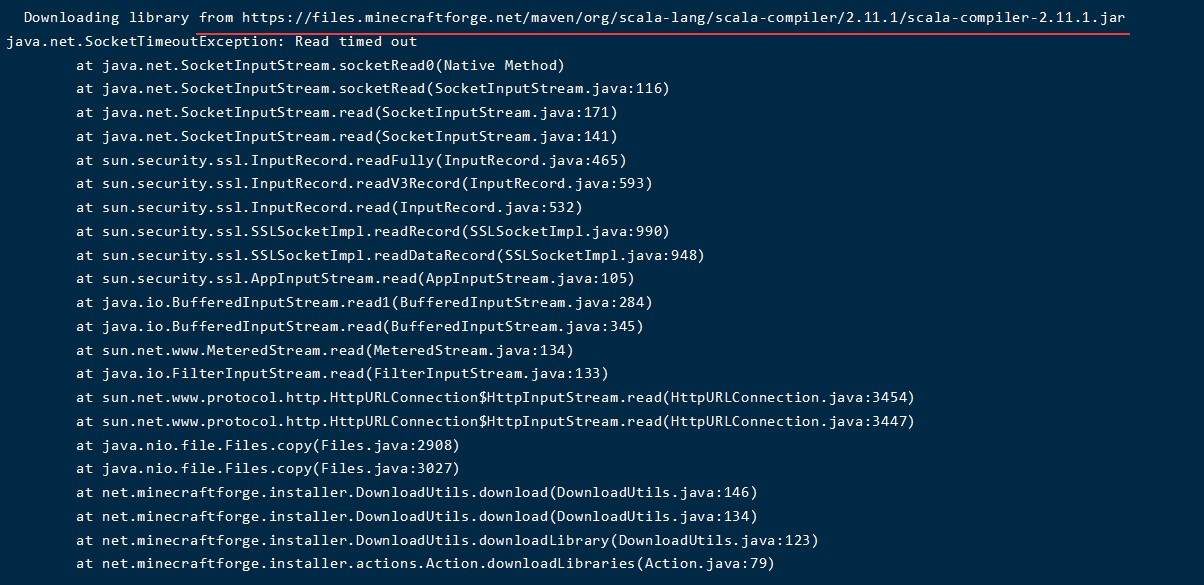 Downloading library from https://files.minecraftforge.net/maven/org/scala-lang/scala-compiler/2.11.1/scala-compiler-2.11.1.jar
java.net.SocketTimeoutException: Read timed out
at java.net.SocketInputStream.socketRead0(Native Method)
at java.net.SocketInputStream.socketRead(SocketInputStream.java:116)
at java.net.SocketInputStream.read(SocketInputStream.java:171)
at java.net.SocketInputStream.read(SocketInputStream.java:141)
at sun.security.ssl.InputRecord.readFully(InputRecord.java:465)
at sun.security.ssl.InputRecord.readV3Record(InputRecord.java:593)
at sun.security.ssl.InputRecord.read(InputRecord.java:532)
at sun.security.ssl.SSLSocketImpl.readRecord(SSLSocketImpl.java:990)
at sun.security.ssl.SSLSocketImpl.readDataRecord(SSLSocketImpl.java:948)
at sun.security.ssl.AppInputStream.read(AppInputStream.java:105)
at java.io.BufferedInputStream.read1(BufferedInputStream.java:284)
at java.io.BufferedInputStream.read(BufferedInputStream.java:345)
at sun.net.www.MeteredStream.read(MeteredStream.java:134)
at java.io.FilterInputStream.read(FilterInputStream.java:133)
at sun.net.www.protocol.http.HttpURLConnection$HttpInputStream.read(HttpURLConnection.java:3454)
at sun.net.www.protocol.http.HttpURLConnection$HttpInputStream.read(HttpURLConnection.java:3447)
at java.nio.file.Files.copy(Files.java:2908)
at java.nio.file.Files.copy(Files.java:3027)
at net.minecraftforge.installer.DownloadUtils.download(DownloadUtils.java:146)
at net.minecraftforge.installer.DownloadUtils.download(DownloadUtils.java:134)
at net.minecraftforge.installer.DownloadUtils.downloadLibrary(DownloadUtils.java:123)
at net.minecraftforge.installer.actions.Action.downloadLibraries(Action.java:79)